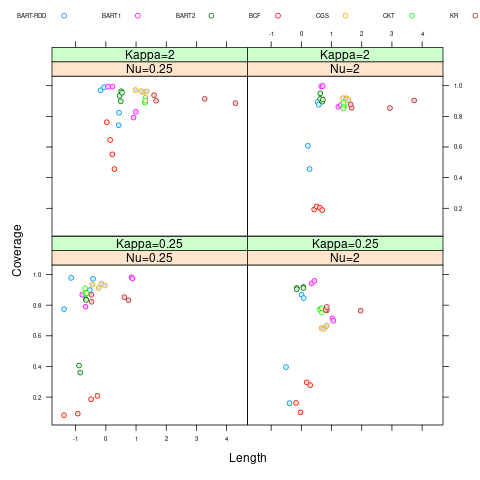 BART-RDD BART1 BART2 BCF CGS CKT KR
-1 0 1 2 3 4
Kappa=2 Kappa=2
Nu=0.25 Nu=2
1.0
0.8
0.6
0.4
0.2
Kappa=0.25 Kappa=0.25
Nu=0.25 Nu=2
1.0
0.8
0.6
0.4
0.2
Coverage
-1 0 1 2 3 4
Length